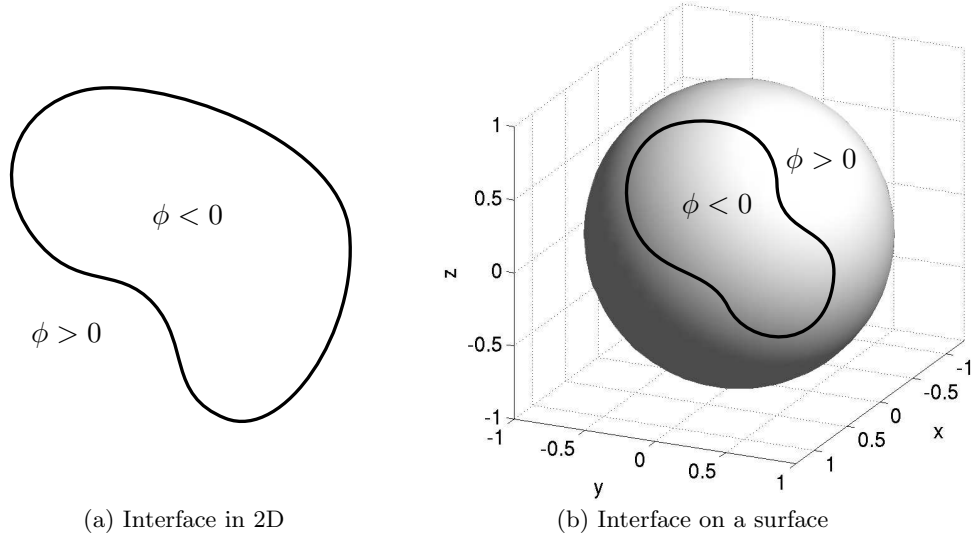 ϕ < 0
ϕ > 0
(a) Interface in 2D
1
0.5
0
-0.5
-1
z
-1
-0.5
0
0.5
1
y
1
0.5
0
-0.5
-1
x
ϕ > 0
ϕ < 0
(b) Interface on a surface